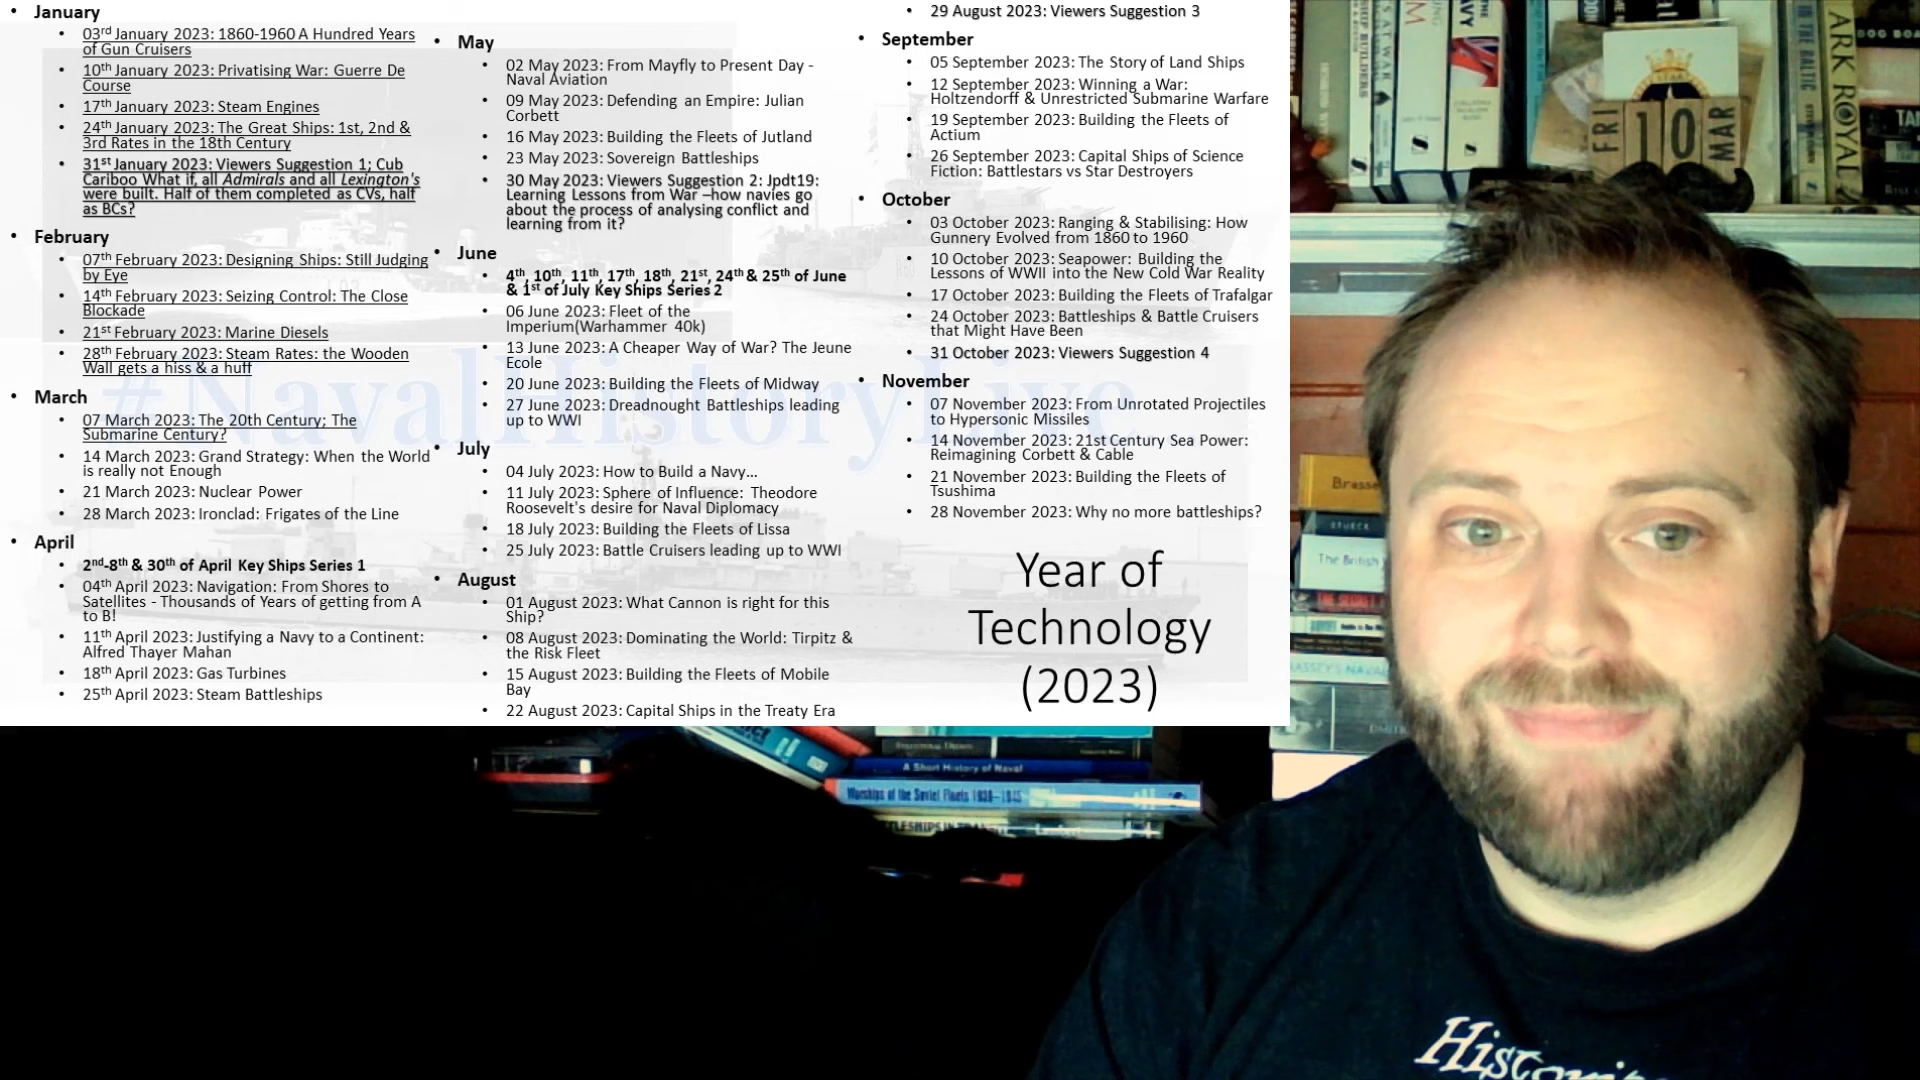 January
03rd January 2023: 1860-1960 A Hundred Years
of Gun Cruisers
10th January 2023: Privatising War: Guerre De
Course
17th January 2023: Steam Engines
24th January 2023: The Great Ships: 1st, 2nd &
3rd Rates in the 18th Century
31st January 2023: Viewers Suggestion 1; Cub
Cariboo What if, all Admirals and all Lexington's
were built. Half of them completed as CVs, half
as BCs?
February
07th February 2023: Designing Ships: Still Judging
by Eye
14th February 2023: Seizing Control: The Close
Blockade
21st February 2023: Marine Diesels
28th February 2023: Steam Rates: the Wooden
Wall gets a hiss & a huff
March
07 March 2023: The 20th Century; The
Submarine Century?
14 March 2023: Grand Strategy: When the World
is really not Enough
21 March 2023: Nuclear Power
28 March 2023: Ironclad: Frigates of the Line
April
2nd-8th & 30th of April Key Ships Series 1
04th April 2023: Navigation: From Shores to
Satellites - Thousands of Years of getting from A
to B!
11th April 2023: Justifying a Navy to a Continent:
Alfred Thayer Mahan
18th April 2023: Gas Turbines
25th April 2023: Steam Battleships
May
02 May 2023: From Mayfly to Present Day -
Naval Aviation
09 May 2023: Defending an Empire: Julian
Corbett
16 May 2023: Building the Fleets of Jutland
23 May 2023: Sovereign Battleships
30 May 2023: Viewers Suggestion 2: Jpdt19:
Learning Lessons from War –how navies go
about the process of analysing conflict and
learning from it?
June
4th, 10th, 11th, 17th, 18th, 21st, 24th & 25th of June
& 1st of July Key Ships Series 2
06 June 2023: Fleet of the
Imperium(Warhammer 40k)
13 June 2023: A Cheaper Way of War? The Jeune
Ecole
20 June 2023: Building the Fleets of Midway
27 June 2023: Dreadnought Battleships leading
up to WWI
July
04 July 2023: How to Build a Navy...
11 July 2023: Sphere of Influence: Theodore
Roosevelt's desire for Naval Diplomacy
18 July 2023: Building the Fleets of Lissa
25 July 2023: Battle Cruisers leading up to WWI
August
01 August 2023: What Cannon is right for this
Ship?
08 August 2023: Dominating the World: Tirpitz &
the Risk Fleet
15 August 2023: Building the Fleets of Mobile
Bay
22 August 2023: Capital Ships in the Treaty Era
29 August 2023: Viewers Suggestion 3
September
05 September 2023: The Story of Land Ships
12 September 2023: Winning a War:
Holtzendorff & Unrestricted Submarine Warfare
19 September 2023: Building the Fleets of
Actium
26 September 2023: Capital Ships of Science
Fiction: Battlestars vs Star Destroyers
October
03 October 2023: Ranging & Stabilising: How
Gunnery Evolved from 1860 to 1960
10 October 2023: Seapower: Building the
Lessons of WWII into the New Cold War Reality
17 October 2023: Building the Fleets of Trafalgar
24 October 2023: Battleships & Battle Cruisers
that Might Have Been
31 October 2023: Viewers Suggestion 4
November
07 November 2023: From Unrotated Projectiles
to Hypersonic Missiles
14 November 2023: 21st Century Sea Power:
Reimagining Corbett & Cable
21 November 2023: Building the Fleets of
Tsushima
28 November 2023: Why no more battleships?
Year of
Technology
(2023)
#NavalHistoryLive
FRI
10
MAR
ARK ROYAL
IN THE BALTIC
SHIP BUILDERS
AT WAR
Brasse
STUECK
The British
A Short History of Naval
Warships of the Soviet Fleets 1939–1945